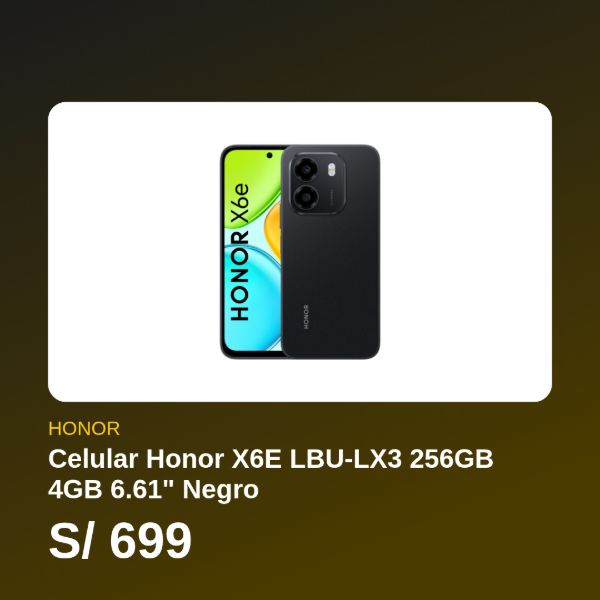 HONOR X6e
HONOR
HONOR
Celular Honor X6E LBU-LX3 256GB
4GB 6.61" Negro
S/ 699